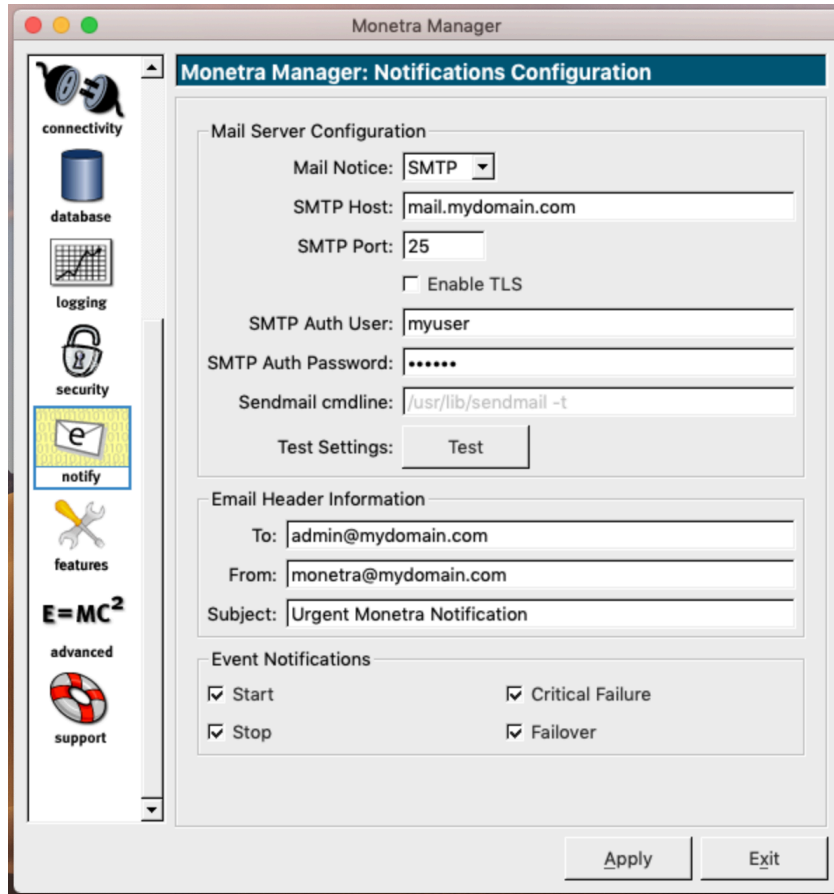 Monetra Manager
connectivity
database
logging
security
e
notify
features
E=MC²
advanced
support
Monetra Manager: Notifications Configuration
Mail Server Configuration
Mail Notice: SMTP
SMTP Host: mail.mydomain.com
SMTP Port: 25
Enable TLS
SMTP Auth User: myuser
SMTP Auth Password: ••••••
Sendmail cmdline: /usr/lib/sendmail -t
Test Settings: Test
Email Header Information
To: admin@mydomain.com
From: monetra@mydomain.com
Subject: Urgent Monetra Notification
Event Notifications
Start Critical Failure
Stop Failover
Apply Exit